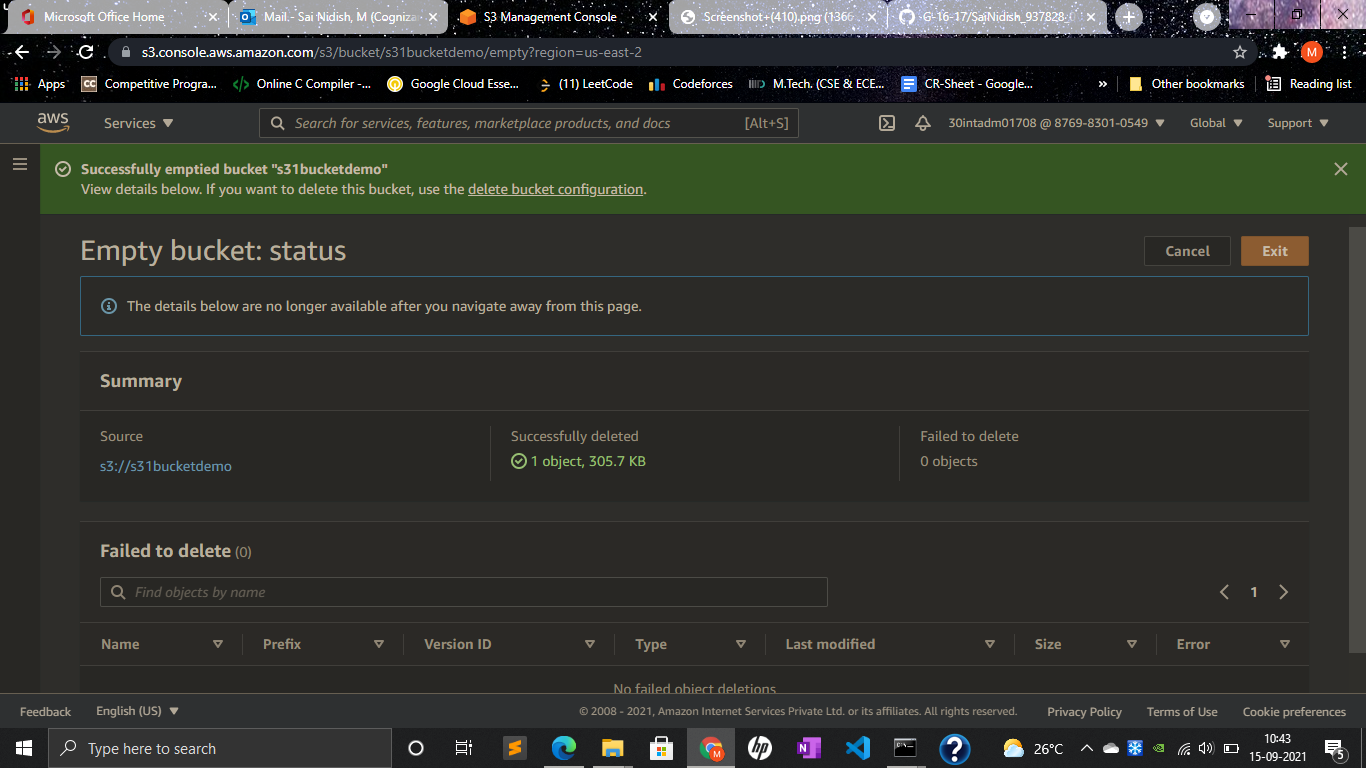 Microsoft Office Home
Mail - Sai Nidish, M (Cogniza
S3 Management Console
Screenshot+(410).png (1366
G-16-17/SaiNidish_937828-
s3.console.aws.amazon.com/s3/bucket/s31bucketdemo/empty?region=us-east-2
M
Apps
CC
Competitive Progra...
Online C Compiler -...
Google Cloud Esse...
(11) LeetCode
Codeforces
M.Tech. (CSE & ECE...
CR-Sheet - Google...
»
Other bookmarks
Reading list
aws
Services
Search for services, features, marketplace products, and docs
[Alt+S]
30intadm01708 @ 8769-8301-0549
Global
Support
Successfully emptied bucket "s31bucketdemo"
View details below. If you want to delete this bucket, use the delete bucket configuration.
Empty bucket: status
Cancel
Exit
The details below are no longer available after you navigate away from this page.
Summary
Source
Successfully deleted
Failed to delete
s3://s31bucketdemo
1 object, 305.7 KB
0 objects
Failed to delete (0)
Find objects by name
1
Name
Prefix
Version ID
Type
Last modified
Size
Error
No failed object deletions
Feedback
English (US)
© 2008 - 2021, Amazon Internet Services Private Ltd. or its affiliates. All rights reserved.
Privacy Policy
Terms of Use
Cookie preferences
Type here to search
26°C
10:43
15-09-2021
5